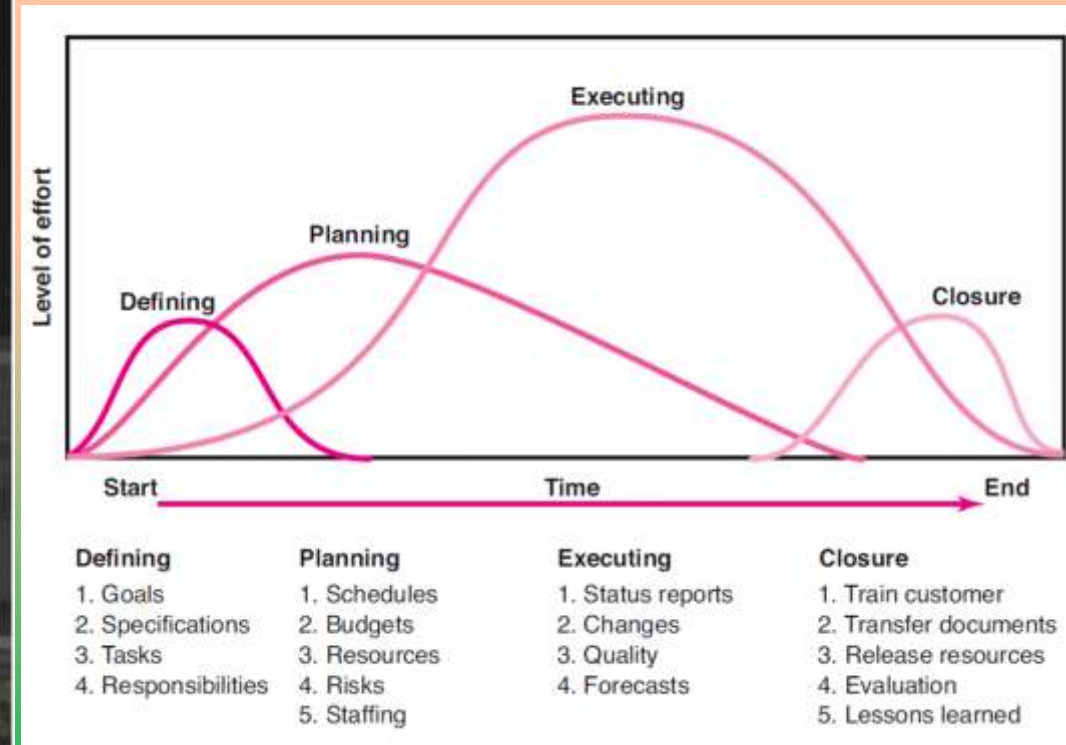 Executing
Planning
Defining
Closure
Level of effort
Start
Time
End
Defining
1. Goals
2. Specifications
3. Tasks
4. Responsibilities
Planning
1. Schedules
2. Budgets
3. Resources
4. Risks
5. Staffing
Executing
1. Status reports
2. Changes
3. Quality
4. Forecasts
Closure
1. Train customer
2. Transfer documents
3. Release resources
4. Evaluation
5. Lessons learned